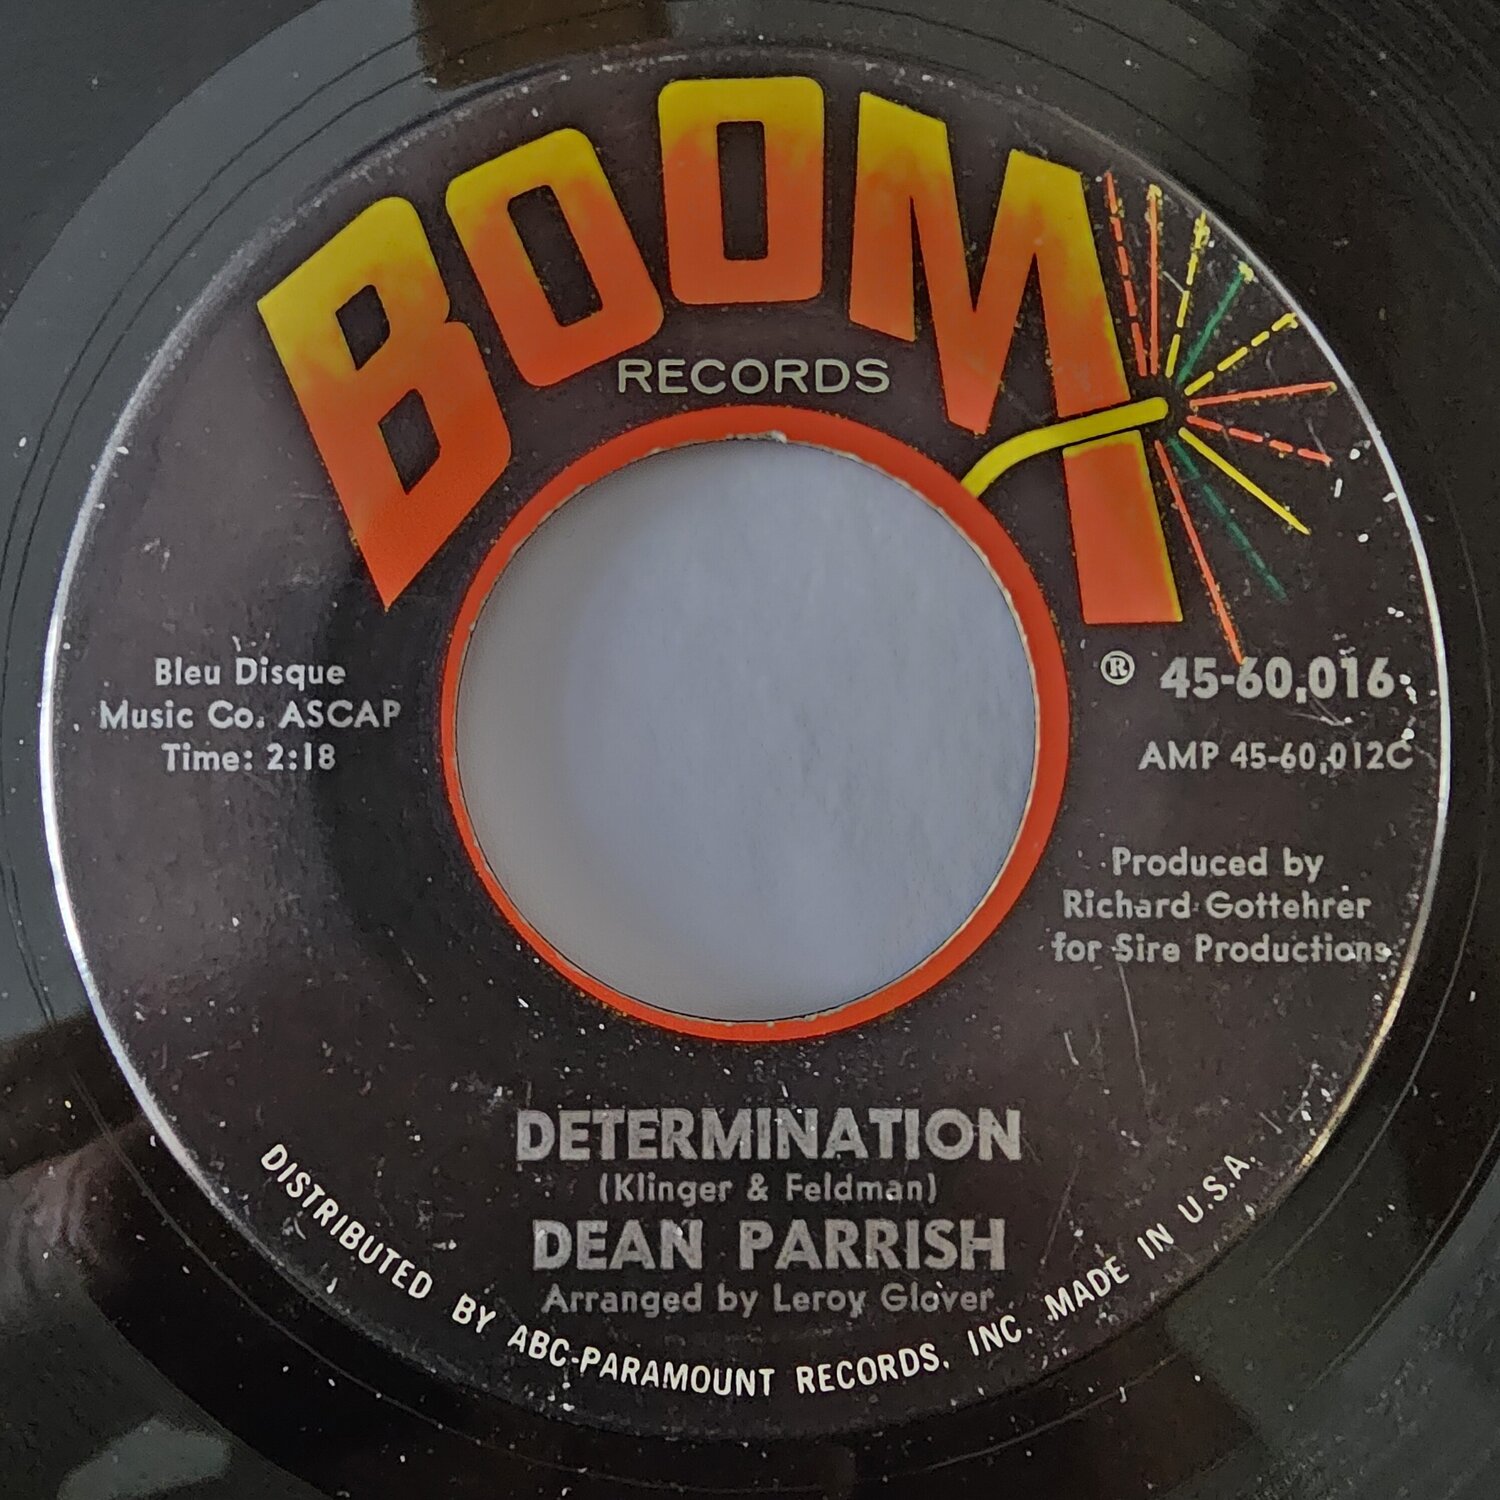 BOOM
RECORDS
Bleu Disque
Music Co. ASCAP
Time: 2:18
® 45-60,016
AMP 45-60,012C
Produced by
Richard Gottehrer
for Sire Productions
DETERMINATION
(Klinger & Feldman)
DEAN PARRISH
Arranged by Leroy Glover
DISTRIBUTED BY ABC-PARAMOUNT RECORDS, INC. MADE IN U.S.A.